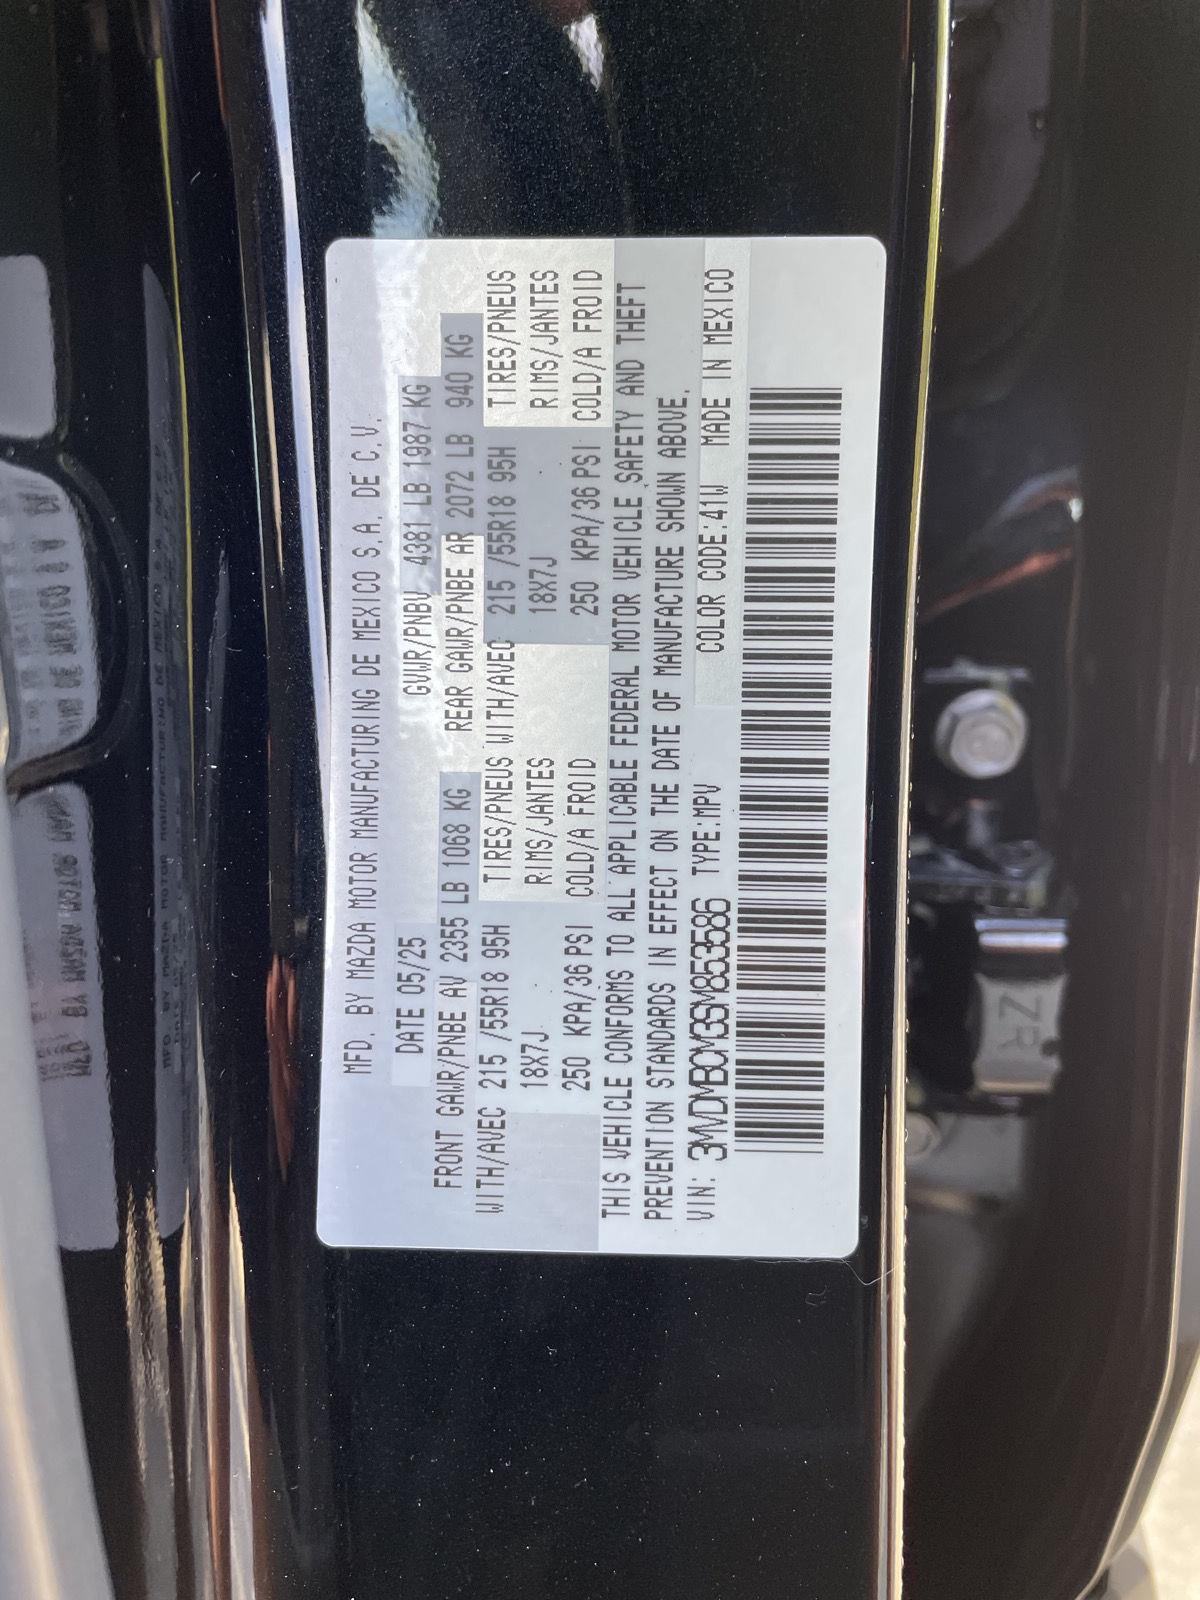 MFD. BY MAZDA MOTOR MANUFACTURING DE MEXICO S.A. DE C.V.
DATE 05/25 GVWR/PNBV 4381 LB 1987 KG
FRONT GAWR/PNBE AV 2355 LB 1068 KG REAR GAWR/PNBE AR 2072 LB 940 KG
WITH/AVEC 215 /55R18 95H TIRES/PNEUS WITH/AVEC 215 /55R18 95H TIRES/PNEUS
18X7J RIMS/JANTES 18X7J RIMS/JANTES
250 KPA/36 PSI COLD/A FROID 250 KPA/36 PSI COLD/A FROID
THIS VEHICLE CONFORMS TO ALL APPLICABLE FEDERAL MOTOR VEHICLE SAFETY AND THEFT
PREVENTION STANDARDS IN EFFECT ON THE DATE OF MANUFACTURE SHOWN ABOVE.
VIN: 3MVDMBCM3SM853586 TYPE:MPV COLOR CODE:41W MADE IN MEXICO
ZR